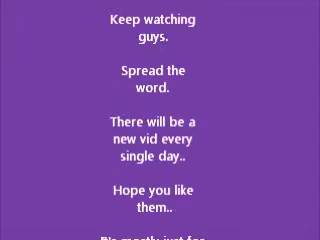 Keep watching
guys.
Spread the
word.
There will be a
new vid every
single day..
Hope you like
them..